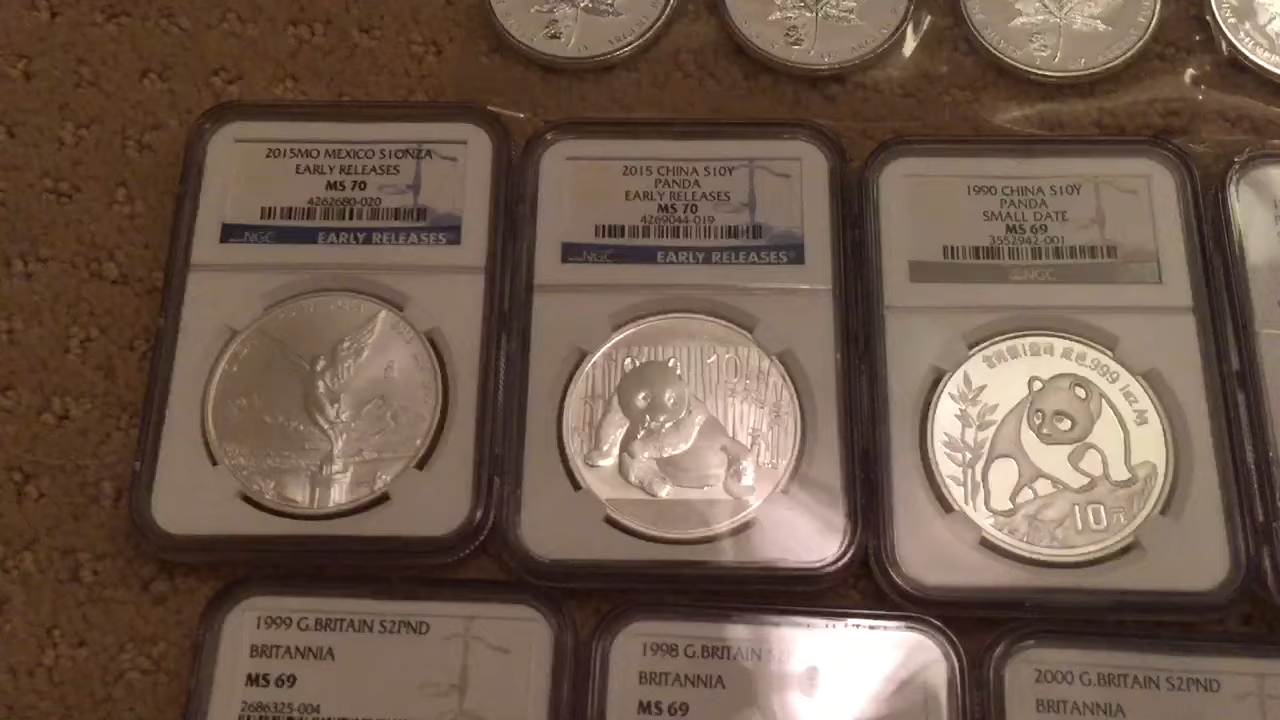 2015MO MEXICO S1ONZA
EARLY RELEASES
MS 70
4262680-020
NGC EARLY RELEASES
2015 CHINA S10Y
PANDA
EARLY RELEASES
MS 70
4269044-019
NGC EARLY RELEASES
10
1990 CHINA S10Y
PANDA
SMALL DATE
MS 69
3552942-001
NGC
.999 1oz Ag
10元
1999 G.BRITAIN S2PND
BRITANNIA
MS 69
2686325-004
1998 G.BRITAIN
BRITANNIA
MS 69
2000 G.BRITAIN S2PND
BRITANNIA